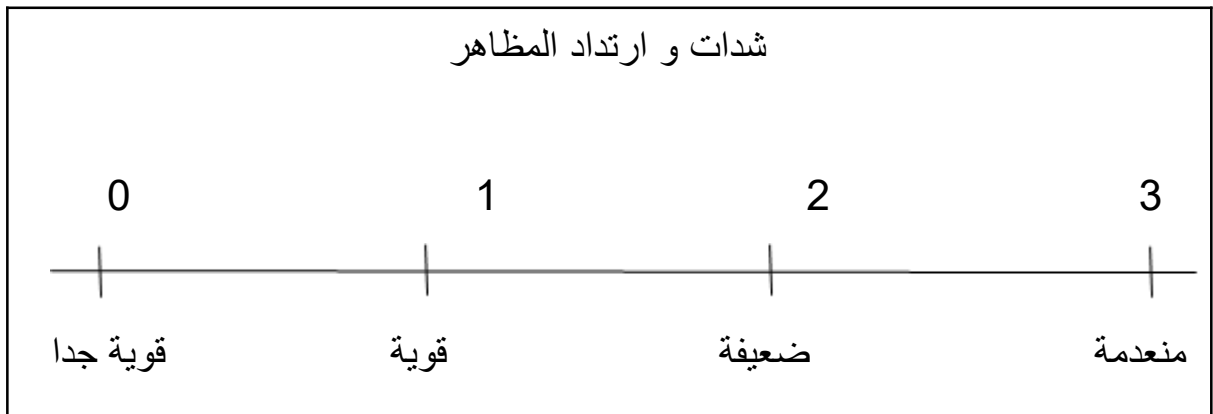 شدات و ارتداد المظاهر
0 1 2 3
قوية جدا قوية ضعيفة منعدمة